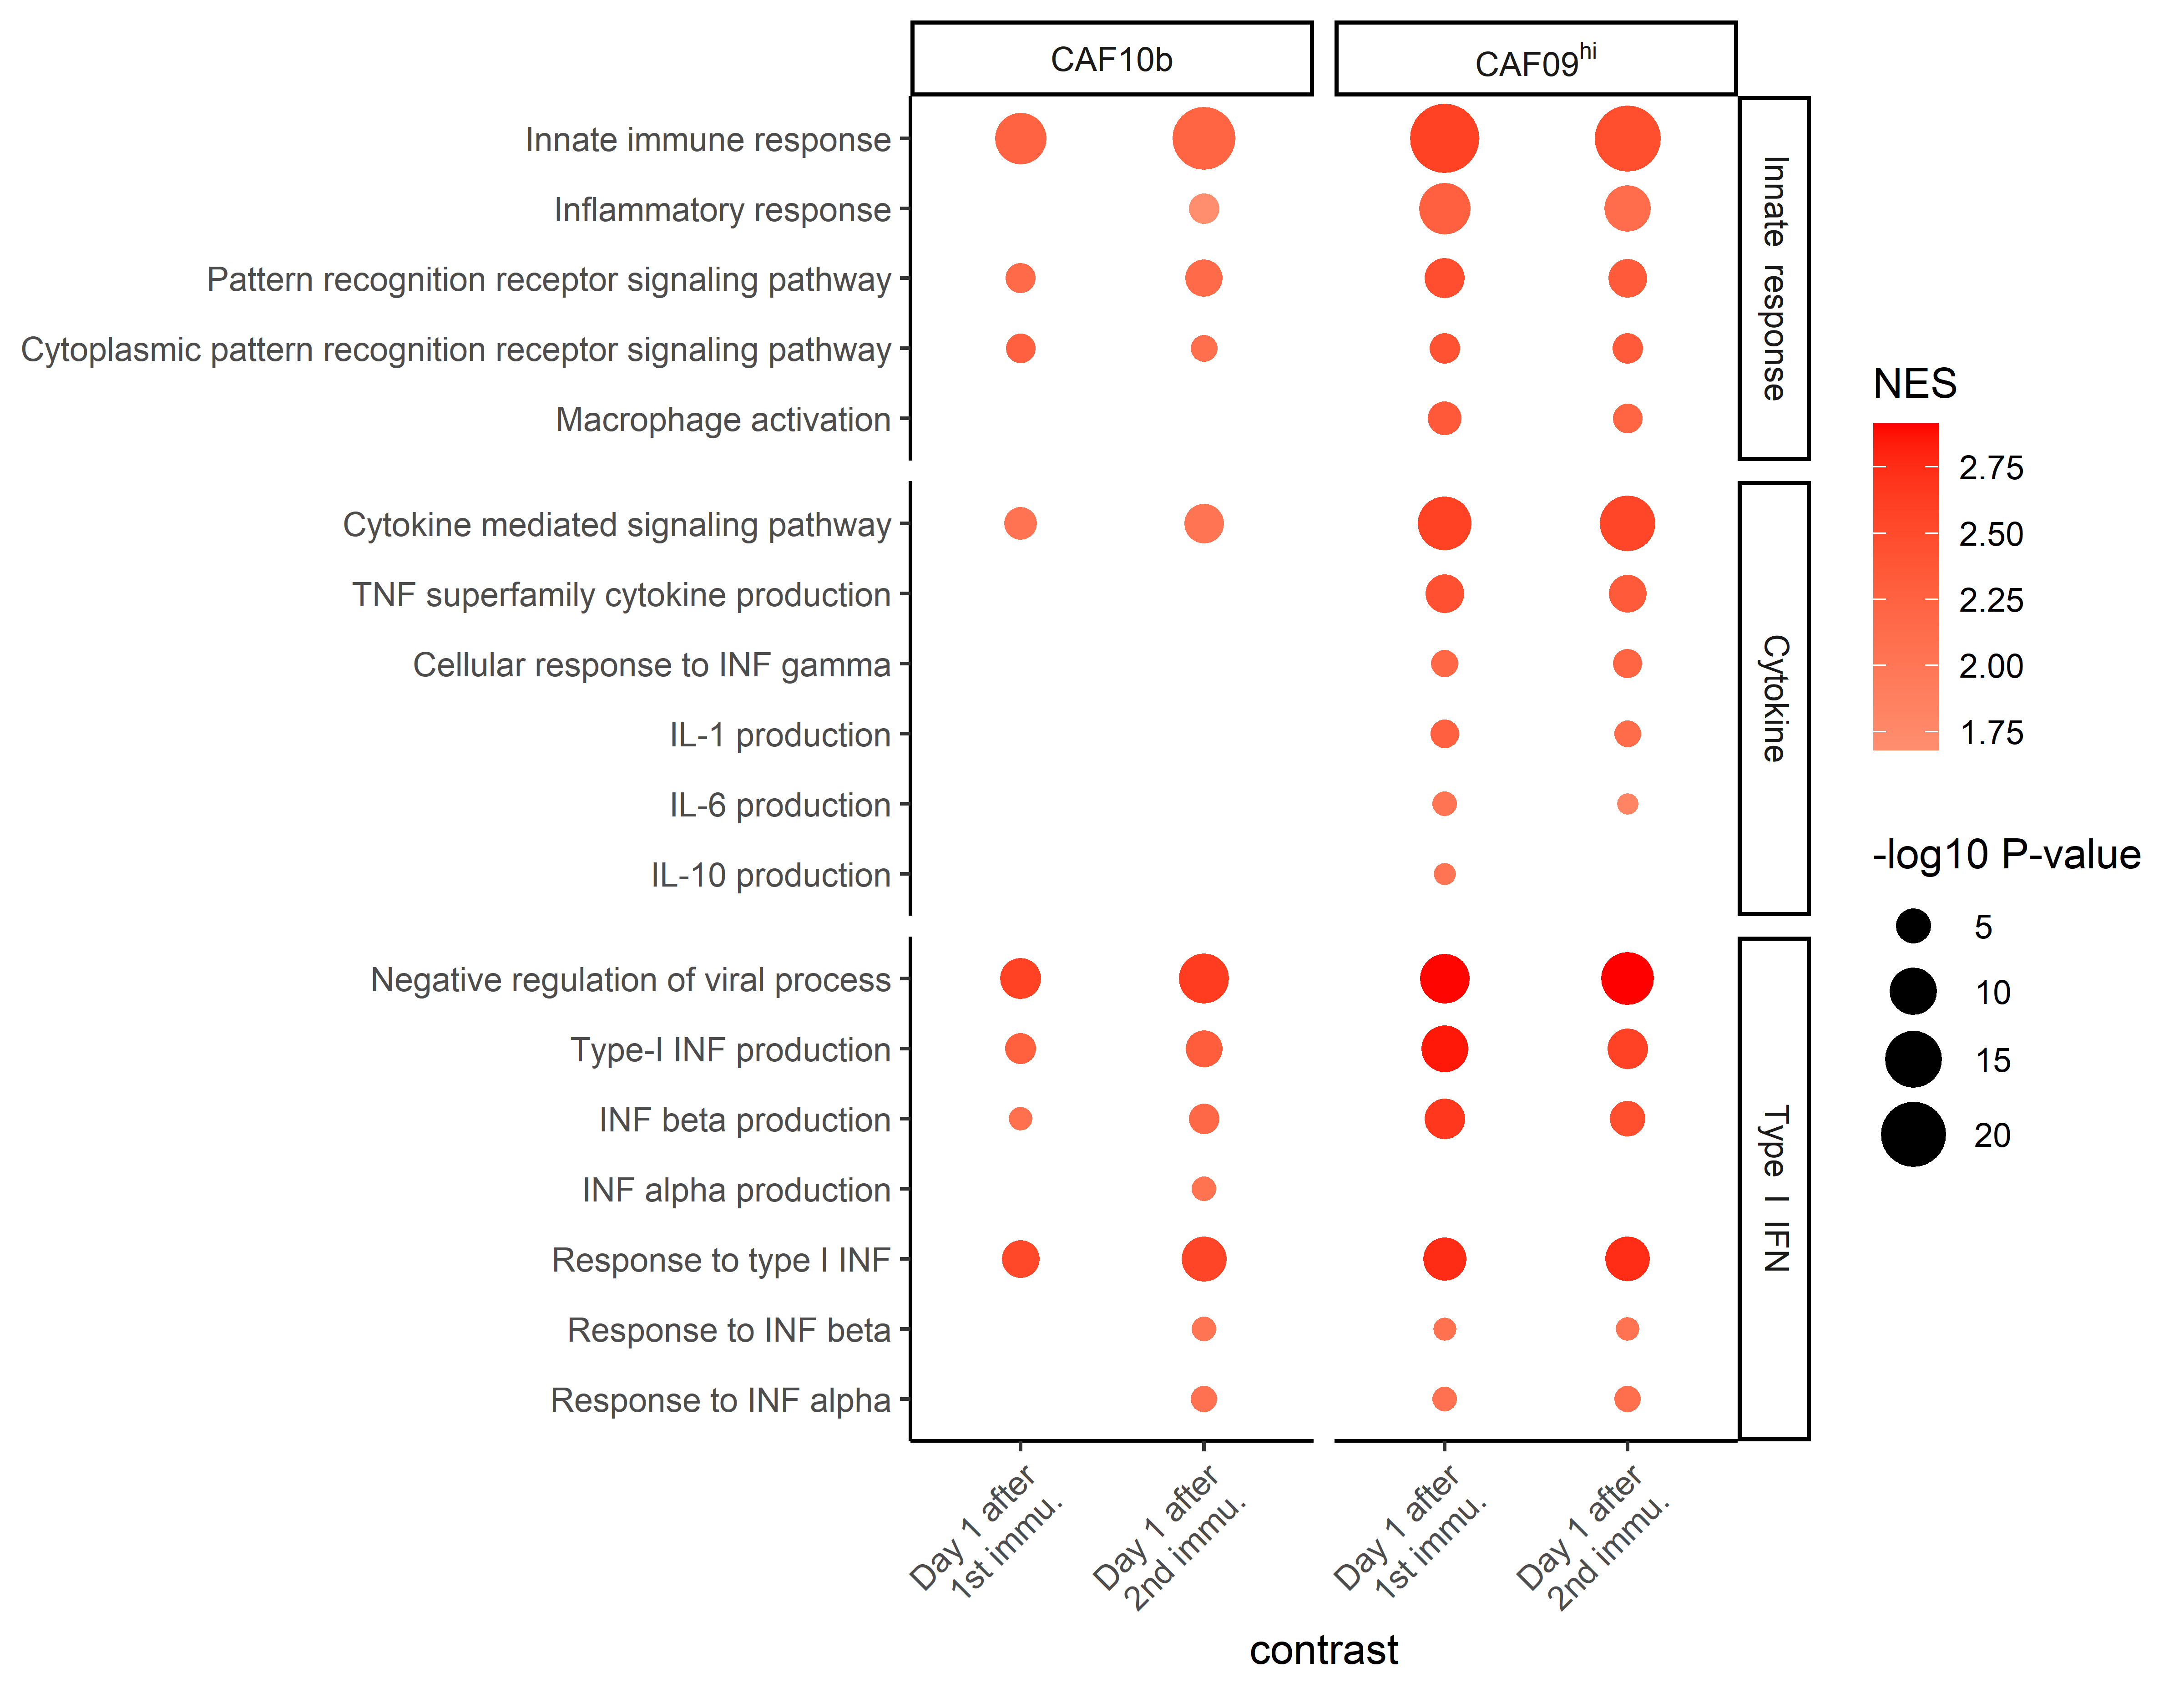 CAF10b
CAF09hi
Innate immune response
Inflammatory response
Pattern recognition receptor signaling pathway
Cytoplasmic pattern recognition receptor signaling pathway
Macrophage activation
Innate response
Cytokine mediated signaling pathway
TNF superfamily cytokine production
Cellular response to INF gamma
IL-1 production
IL-6 production
IL-10 production
Cytokine
Negative regulation of viral process
Type-I INF production
INF beta production
INF alpha production
Response to type I INF
Response to INF beta
Response to INF alpha
Type I IFN
Day 1 after
1st immu.
Day 1 after
2nd immu.
Day 1 after
1st immu.
Day 1 after
2nd immu.
contrast
NES
2.75
2.50
2.25
2.00
1.75
-log10 P-value
5
10
15
20